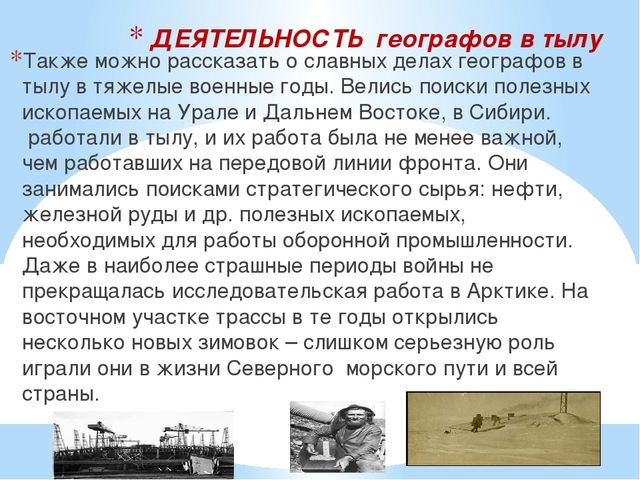 * ДЕЯТЕЛЬНОСТЬ географов в тылу
*Также можно рассказать о славных делах географов в
тылу в тяжелые военные годы. Велись поиски полезных
ископаемых на Урале и Дальнем Востоке, в Сибири.
работали в тылу, и их работа была не менее важной,
чем работавших на передовой линии фронта. Они
занимались поисками стратегического сырья: нефти,
железной руды и др. полезных ископаемых,
необходимых для работы оборонной промышленности.
Даже в наиболее страшные периоды войны не
прекращалась исследовательская работа в Арктике. На
восточном участке трассы в те годы открылись
несколько новых зимовок – слишком серьезную роль
играли они в жизни Северного морского пути и всей
страны.